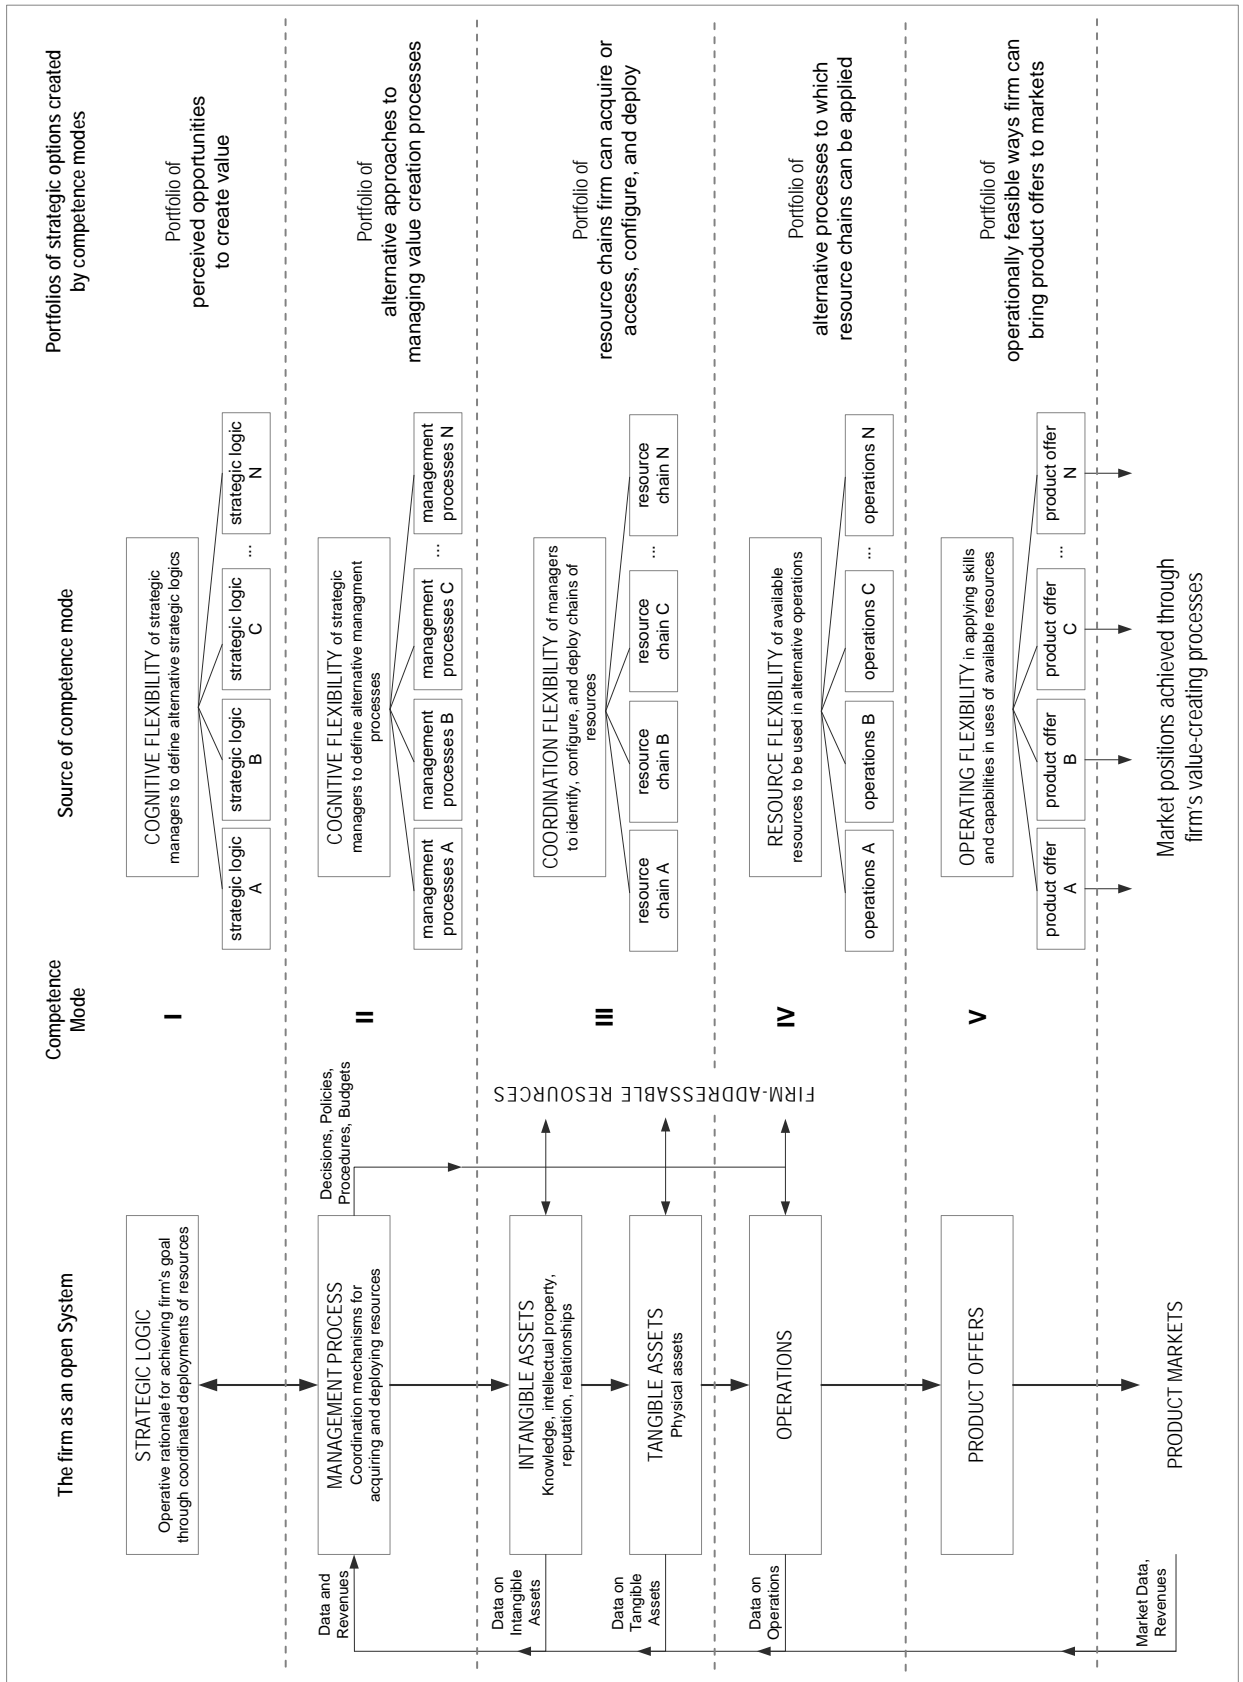 The firm as an open System
Competence
Mode
Source of competence mode
Portfolios of strategic options created
by competence modes
STRATEGIC LOGIC
Operative rationale for achieving firm's goal
through coordinated deployments of resources
I
COGNITIVE FLEXIBILITY of strategic
managers to define alternative strategic logics
strategic logic
A
strategic logic
B
strategic logic
C
...
strategic logic
N
Portfolio of
perceived opportunities
to create value
Data and
Revenues
MANAGEMENT PROCESS
Coordination mechanisms for
acquiring and deploying resources
Decisions, Policies,
Procedures, Budgets
II
COGNITIVE FLEXIBILITY of strategic
managers to define alternative managment
processes
management
processes A
management
processes B
management
processes C
...
management
processes N
Portfolio of
alternative approaches to
managing value creation processes
Data on
Intangible
Assets
INTANGIBLE ASSETS
Knowledge, intellectual property,
reputation, relationships
Data on
Tangible
Assets
TANGIBLE ASSETS
Physical assets
FIRM-ADDRESSABLE RESOURCES
III
COORDINATION FLEXIBILITY of managers
to identify, configure, and deploy chains of
resources
resource
chain A
resource
chain B
resource
chain C
...
resource
chain N
Portfolio of
resource chains firm can acquire or
access, configure, and deploy
Data on
Operations
OPERATIONS
IV
RESOURCE FLEXIBILITY of available
resources to be used in alternative operations
operations A
operations B
operations C
...
operations N
Portfolio of
alternative processes to which
resource chains can be applied
PRODUCT OFFERS
V
OPERATING FLEXIBILITY in applying skills
and capabilities in uses of available resources
product offer
A
product offer
B
product offer
C
...
product offer
N
Portfolio of
operationally feasible ways firm can
bring product offers to markets
Market Data,
Revenues
PRODUCT MARKETS
Market positions achieved through
firm's value-creating processes